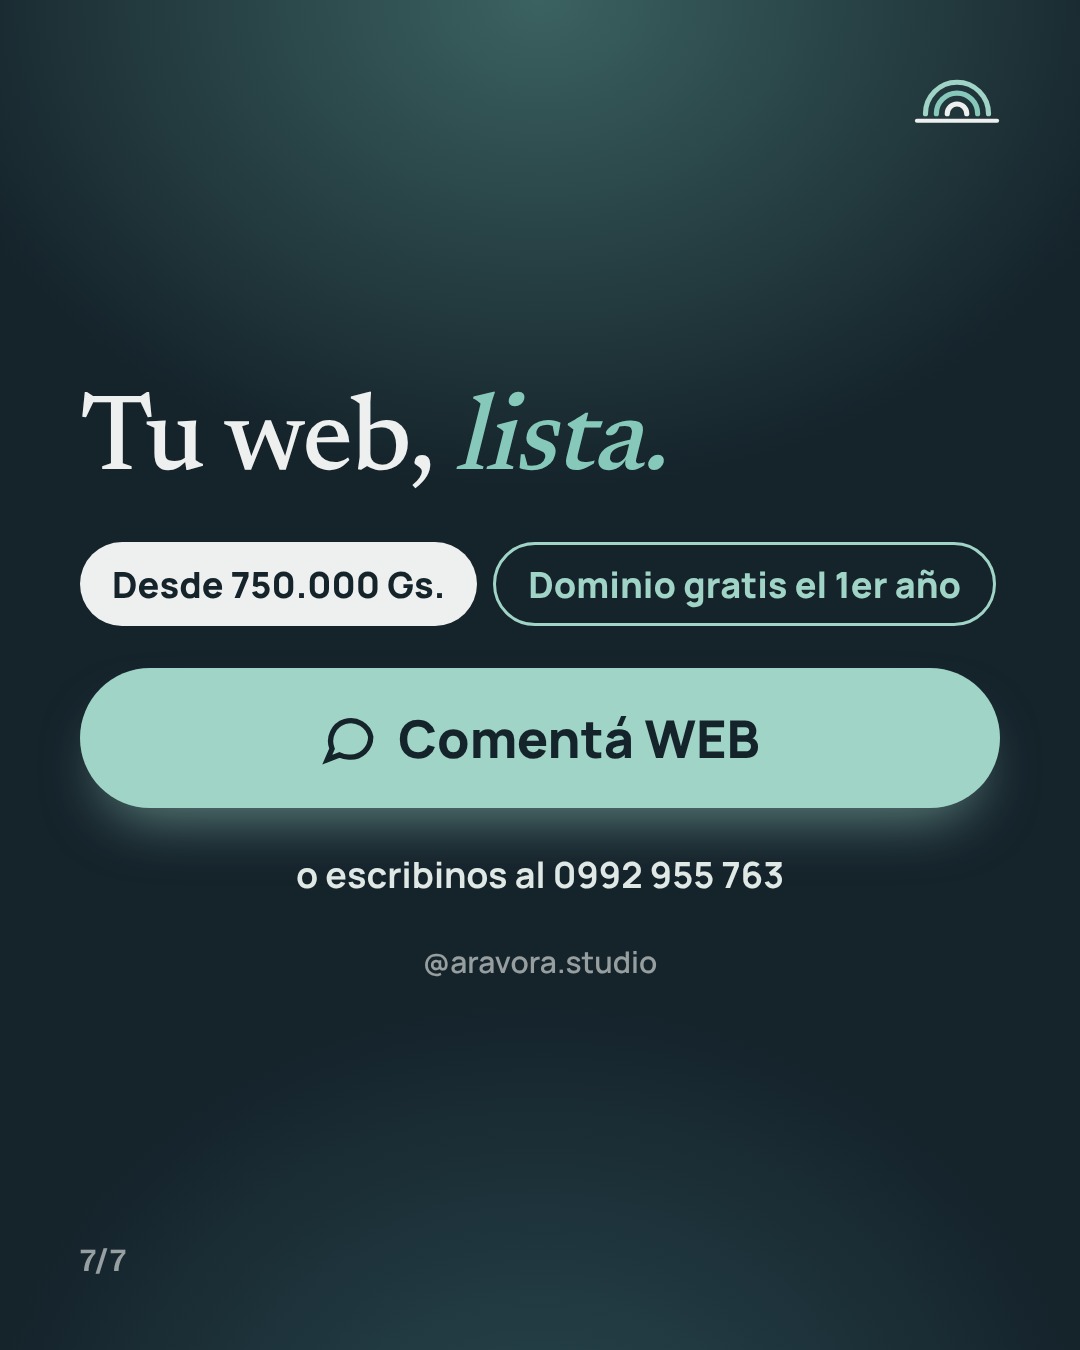 Tu web, lista.
Desde 750.000 Gs.
Dominio gratis el 1er año
Comentá WEB
o escribinos al 0992 955 763
@aravora.studio
7/7